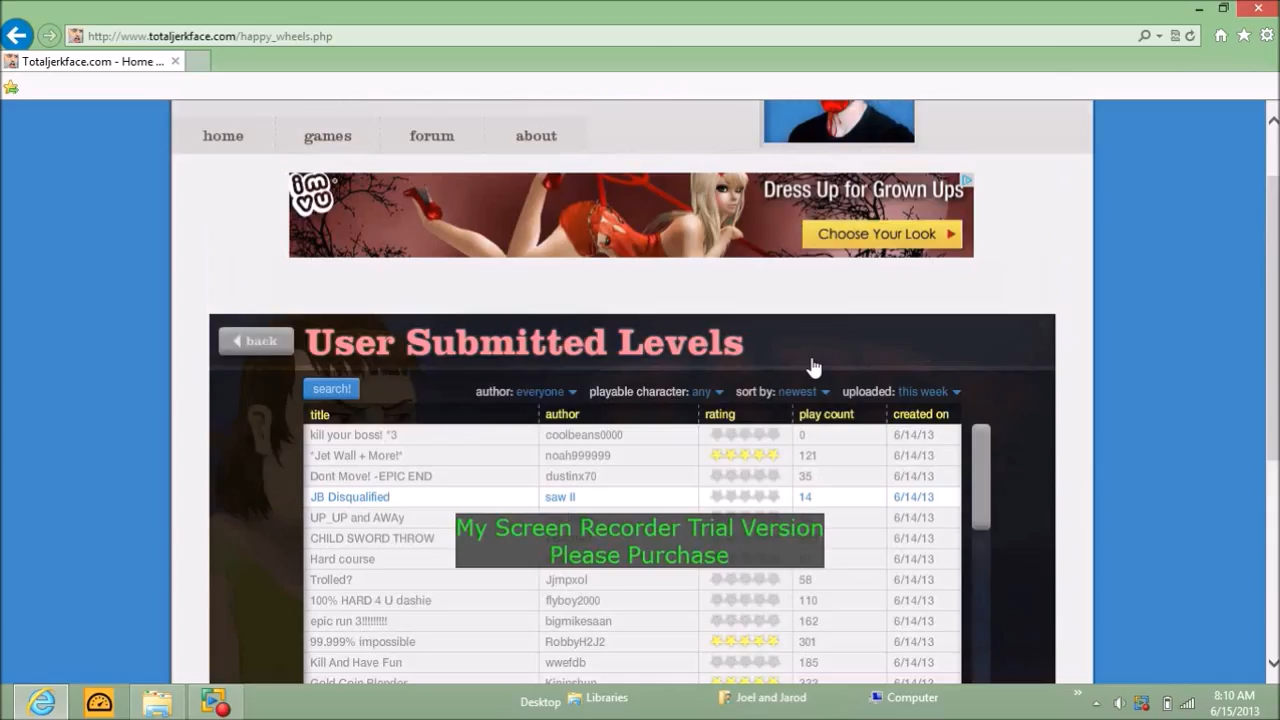 http://www.totaljerkface.com/happy_wheels.php
Totaljerkface.com - Home ...
home games forum about
imvu
Dress Up for Grown Ups
Choose Your Look
back
User Submitted Levels
search!
author: everyone playable character: any sort by: newest uploaded: this week
title author rating play count created on
kill your boss! °3 coolbeans0000 0 6/14/13
*Jet Wall + More!* noah999999 121 6/14/13
Dont Move! -EPIC END dustinx70 35 6/14/13
JB Disqualified saw II 14 6/14/13
UP_UP and AWAy 6/14/13
My Screen Recorder Trial Version
CHILD SWORD THROW 6/14/13
Please Purchase
Hard course 6/14/13
Trolled? Jjmpxol 58 6/14/13
100% HARD 4 U dashie flyboy2000 110 6/14/13
epic run 3!!!!!!!!! bigmikesaan 162 6/14/13
99.999% impossible RobbyH2J2 301 6/14/13
Kill And Have Fun wwefdb 185 6/14/13
Gold Coin 6/14/13
Desktop Libraries Joel and Jarod Computer
8:10 AM
6/15/2013